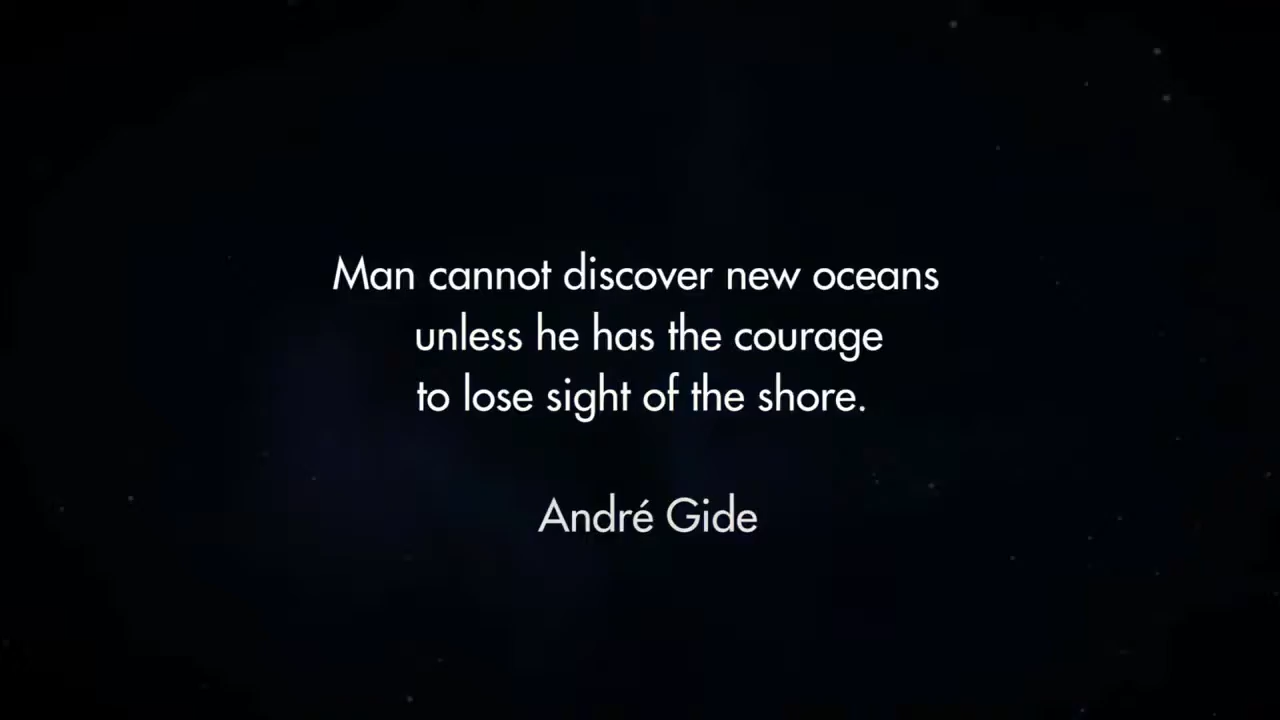 Man cannot discover new oceans
unless he has the courage
to lose sight of the shore.
André Gide